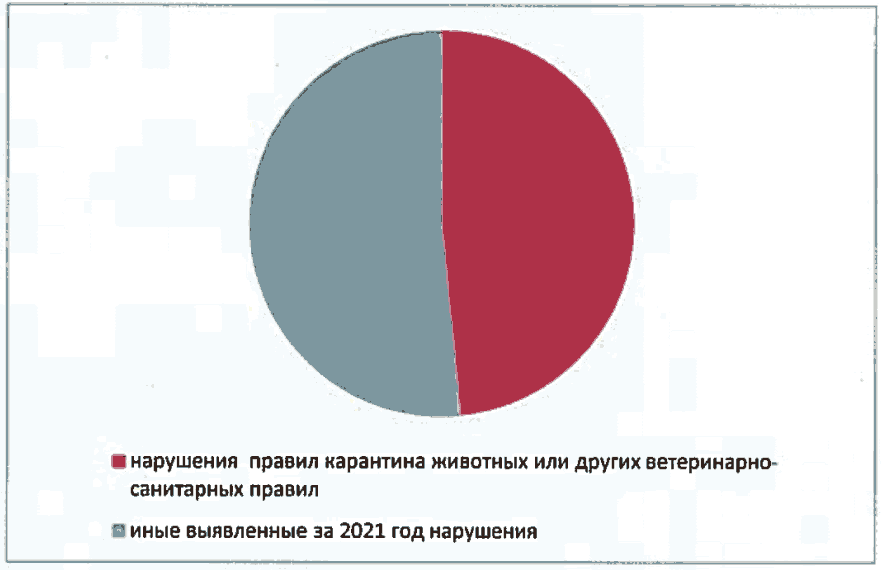 нарушения правил карантина животных или других ветеринарно-
санитарных правил
иные выявленные за 2021 год нарушения